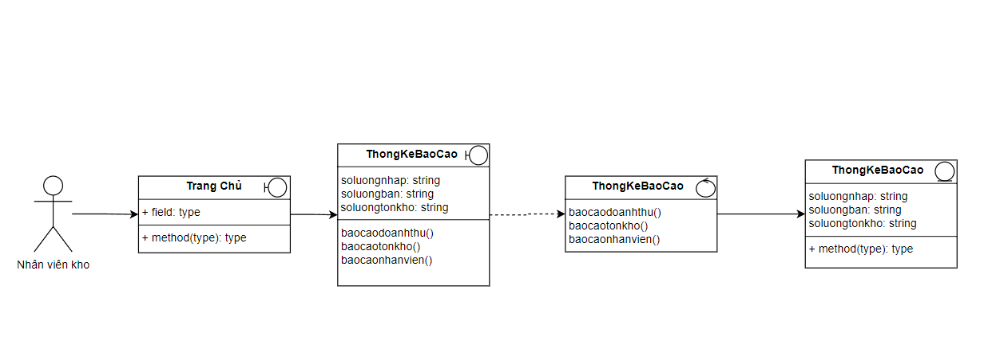 Nhân viên kho
Trang Chủ
+ field: type
+ method(type): type
ThongKeBaoCao
soluongnhap: string
soluongban: string
soluongtonkho: string
baocaodoanhthu()
baocaotonkho()
baocaonhanvien()
ThongKeBaoCao
baocaodoanhthu()
baocaotonkho()
baocaonhanvien()
ThongKeBaoCao
soluongnhap: string
soluongban: string
soluongtonkho: string
+ method(type): type